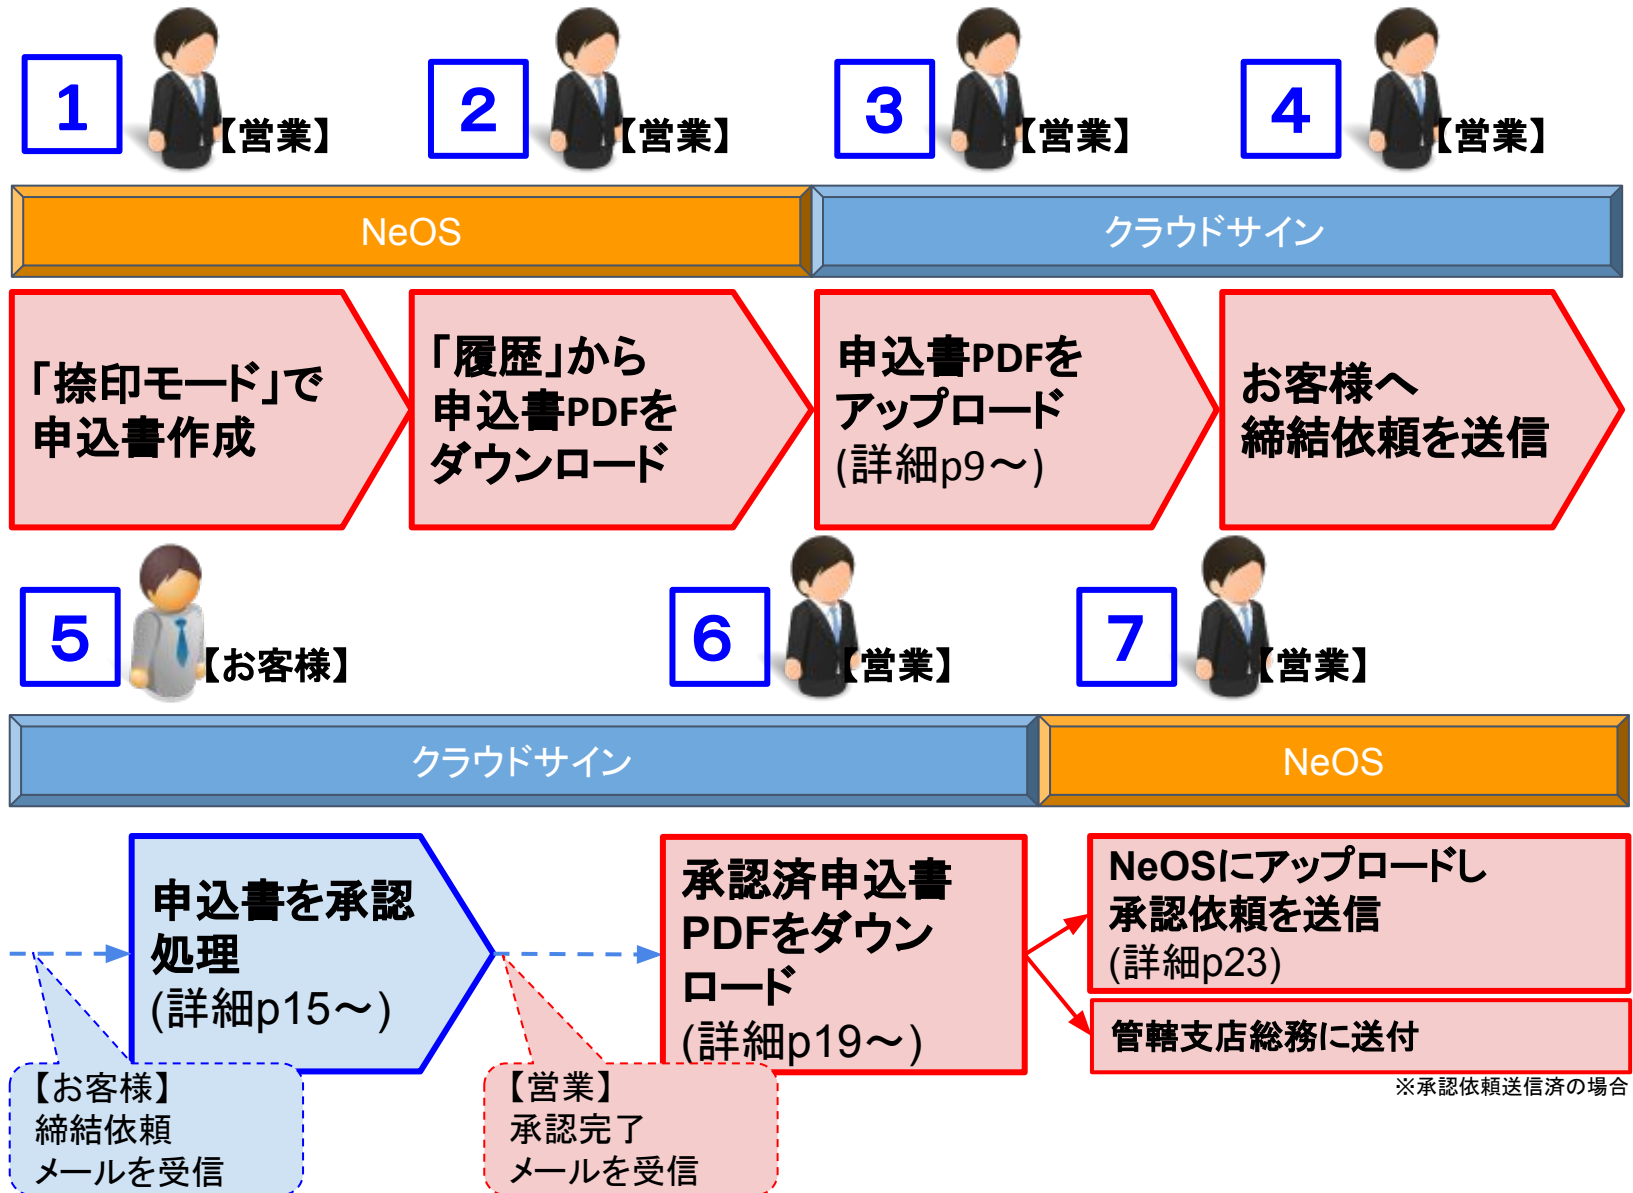 1
【営業】
2
【営業】
3
【営業】
4
【営業】
NeOS
クラウドサイン
「捺印モード」で
申込書作成
「履歴」から
申込書PDFを
ダウンロード
申込書PDFを
アップロード
(詳細p9～)
お客様へ
締結依頼を送信
5
【お客様】
6
【営業】
7
【営業】
クラウドサイン
NeOS
申込書を承認
処理
(詳細p15～)
承認済申込書
PDFをダウン
ロード
(詳細p19～)
NeOSにアップロードし
承認依頼を送信
(詳細p23)
管轄支店総務に送付
※承認依頼送信済の場合
【お客様】
締結依頼
メールを受信
【営業】
承認完了
メールを受信